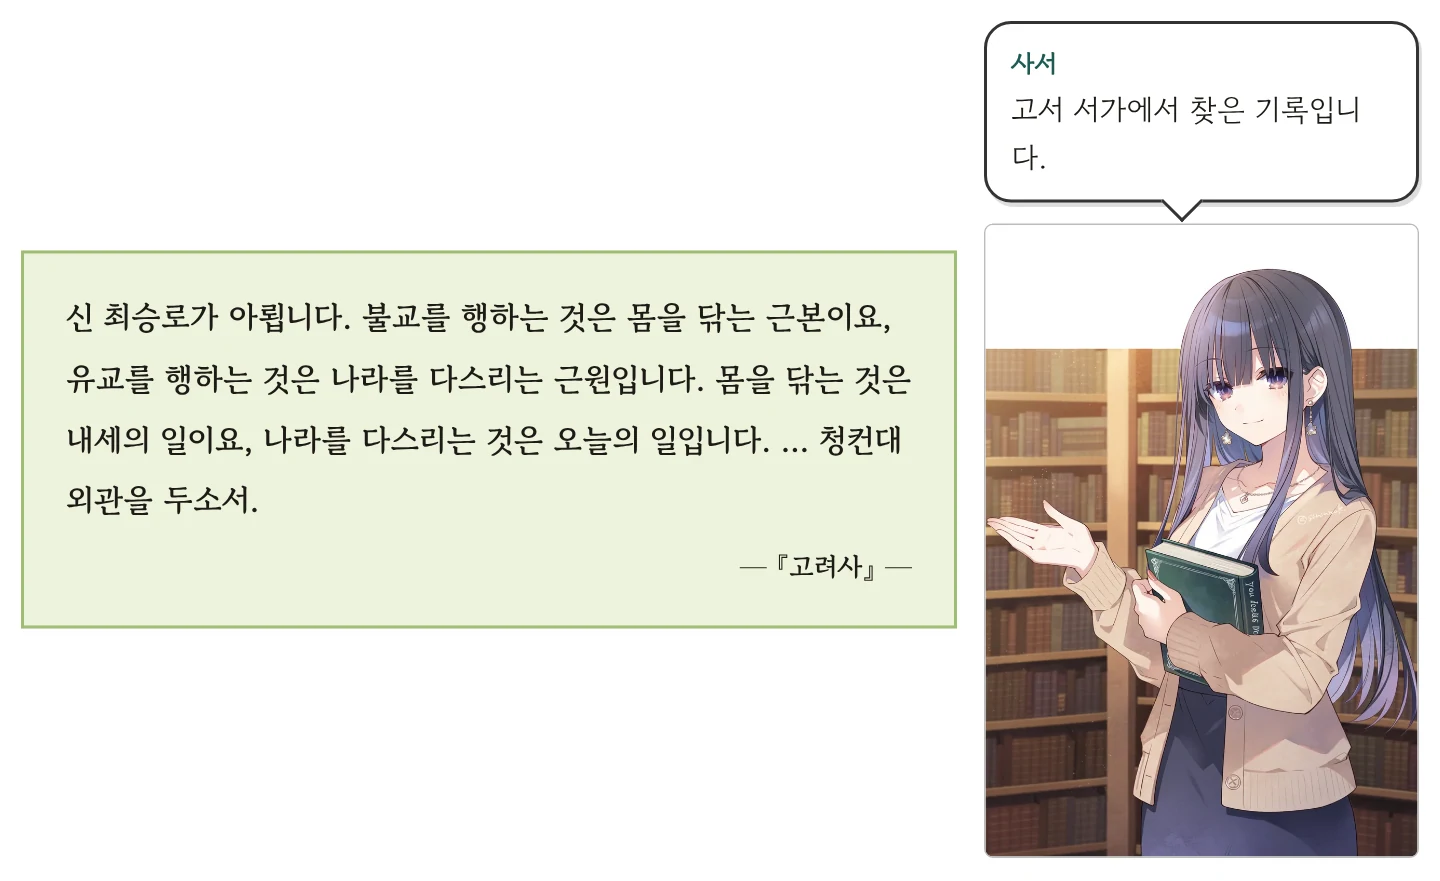 사서
고서 서가에서 찾은 기록입니
다.
신 최승로가 아룁니다. 불교를 행하는 것은 몸을 닦는 근본이요,
유교를 행하는 것은 나라를 다스리는 근원입니다. 몸을 닦는 것은
내세의 일이요, 나라를 다스리는 것은 오늘의 일입니다. … 청컨대
외관을 두소서.
― 『고려사』 ―